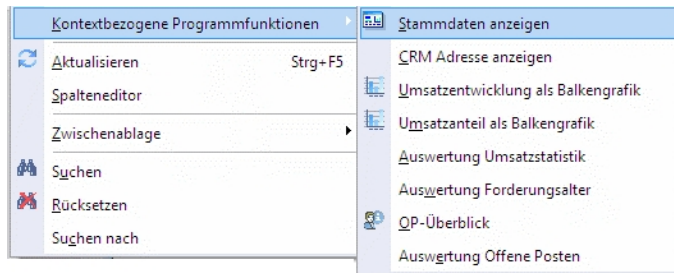 Kontextbezogene Programmfunktionen
Aktualisieren Strg+F5
Spalteneditor
Zwischenablage
Suchen
Rücksetzen
Suchen nach
Stammdaten anzeigen
CRM Adresse anzeigen
Umsatzentwicklung als Balkengrafik
Umsatzanteil als Balkengrafik
Auswertung Umsatzstatistik
Auswertung Forderungsalter
OP-Überblick
Auswertung Offene Posten